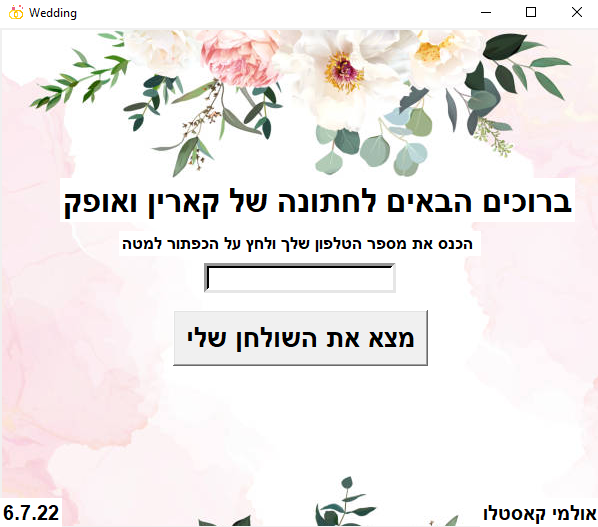 Wedding
ברוכים הבאים לחתונה של קארין ואופק
הכנס את מספר הטלפון שלך ולחץ על הכפתור למטה
מצא את השולחן שלי
אולמי קאסטלו
6.7.22